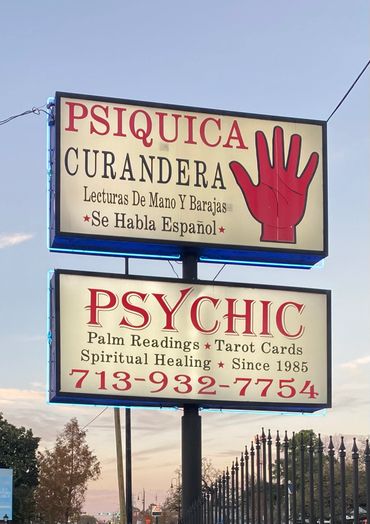 PSIQUICA
CURANDERA
Lecturas De Mano Y Barajas
★Se Habla Español★
PSYCHIC
Palm Readings ★ Tarot Cards
Spiritual Healing ★ Since 1985
713-932-7754